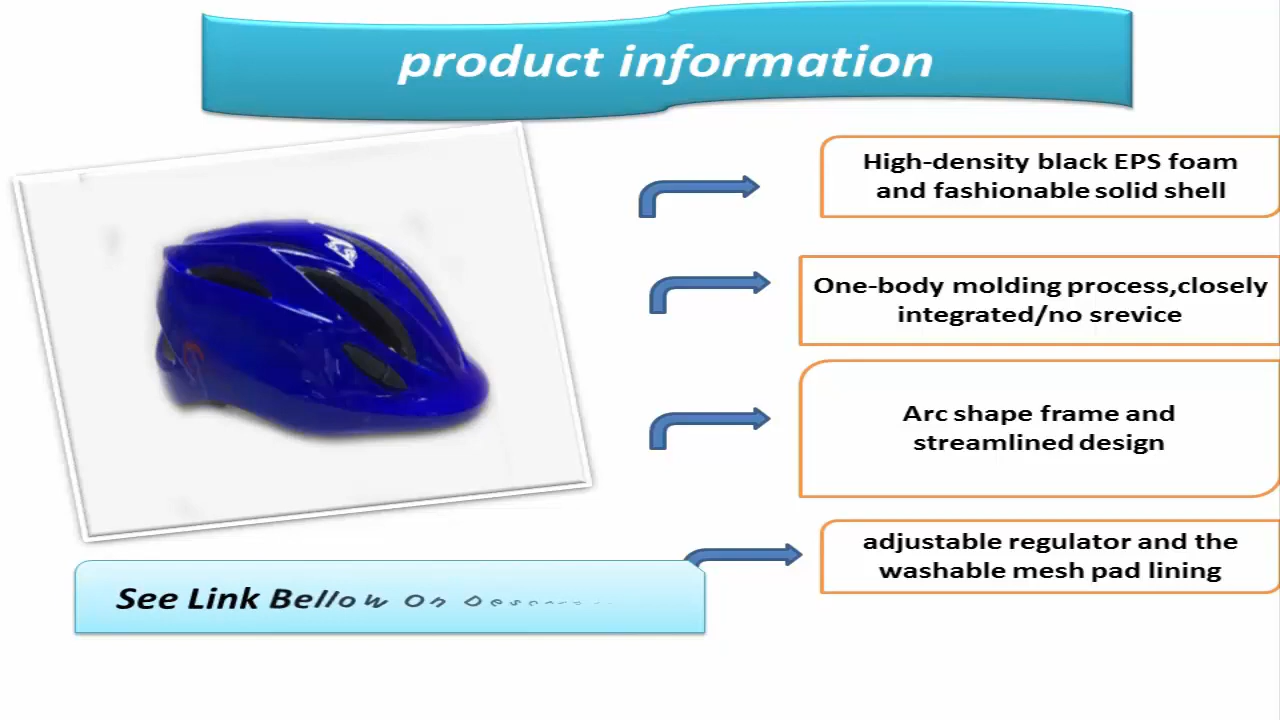 product information
High-density black EPS foam
and fashionable solid shell
One-body molding process,closely
integrated/no srevice
Arc shape frame and
streamlined design
adjustable regulator and the
washable mesh pad lining
See Link Bellow On